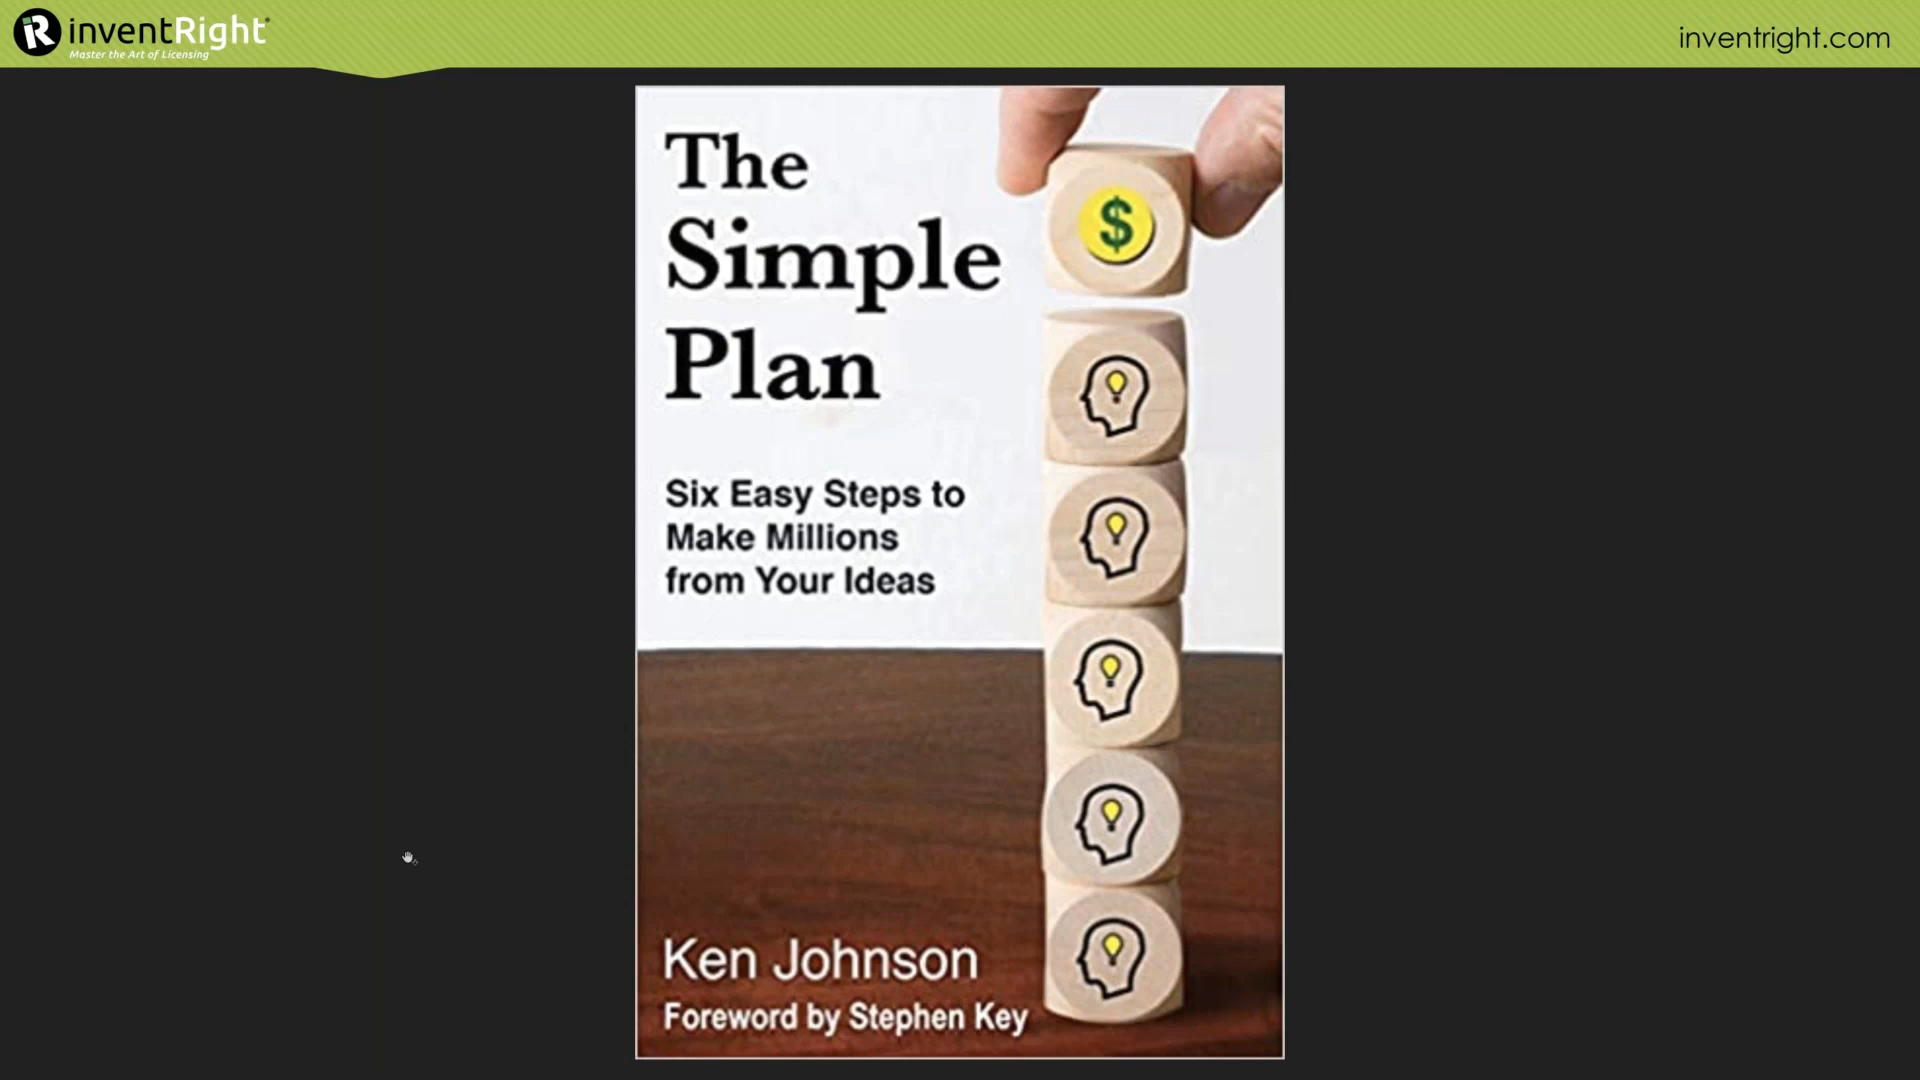 iR inventRight
Master the Art of Licensing
inventright.com
The
Simple
Plan
$
Six Easy Steps to
Make Millions
from Your Ideas
Ken Johnson
Foreword by Stephen Key